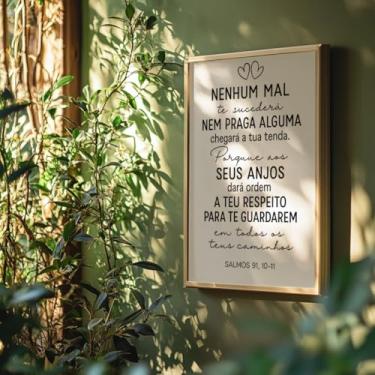 NENHUM MAL
te sucederá
NEM PRAGA ALGUMA
chegará a tua tenda.
Porque aos
SEUS ANJOS
dará ordem
A TEU RESPEITO
PARA TE GUARDAREM
em todos os
teus caminhos
SALMOS 91, 10-11